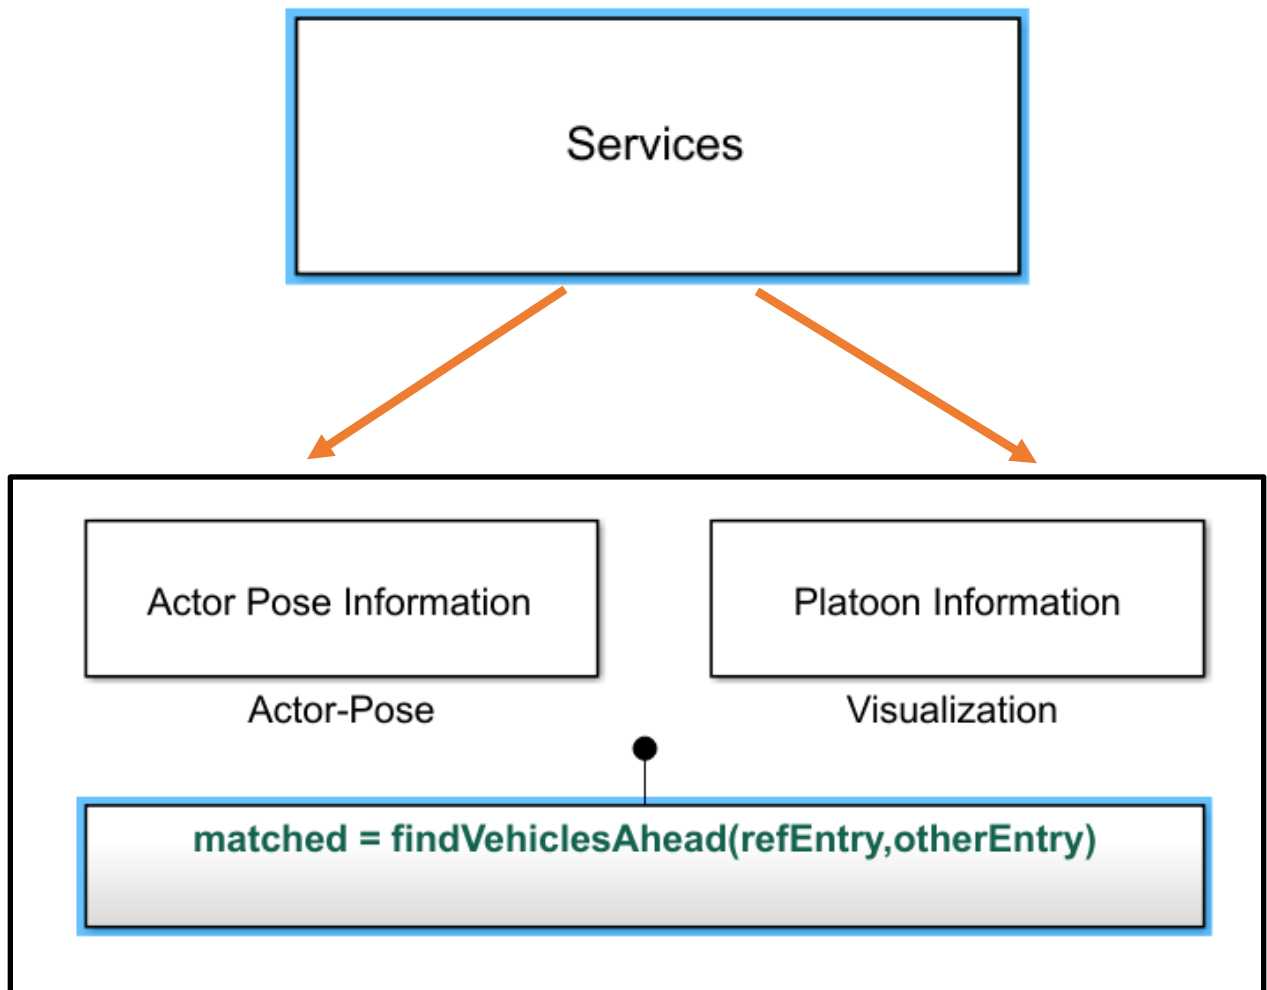 Services
Actor Pose Information
Platoon Information
Actor-Pose
Visualization
matched = findVehiclesAhead(refEntry,otherEntry)